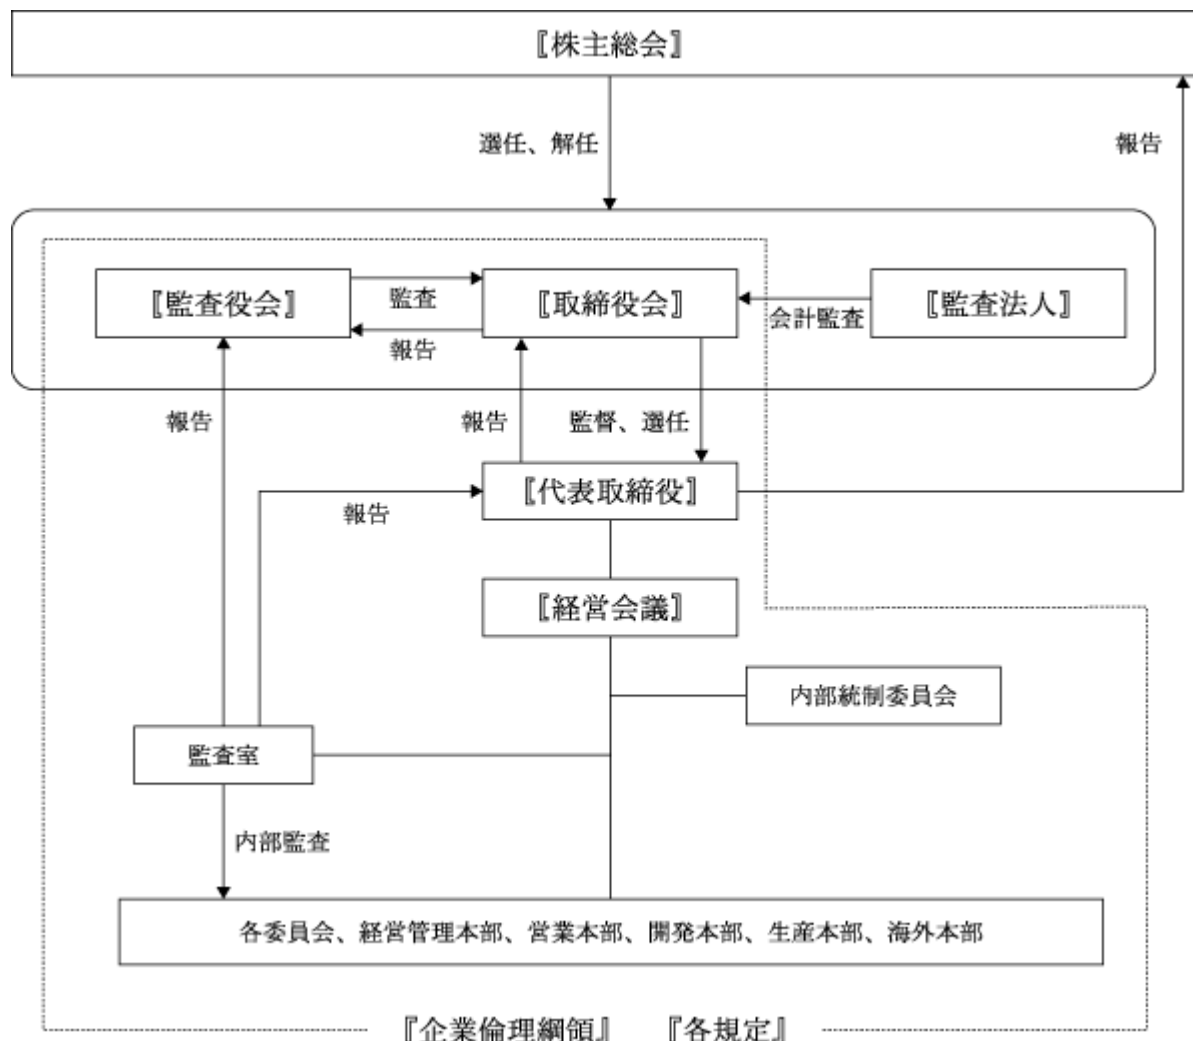 〚株主総会〛
選任、解任
報告
〚監査役会〛
監査
報告
〚取締役会〛
会計監査
〚監査法人〛
報告
報告
監督、選任
〚代表取締役〛
報告
〚経営会議〛
内部統制委員会
監査室
内部監査
各委員会、経営管理本部、営業本部、開発本部、生産本部、海外本部
『企業倫理綱領』 『各規定』